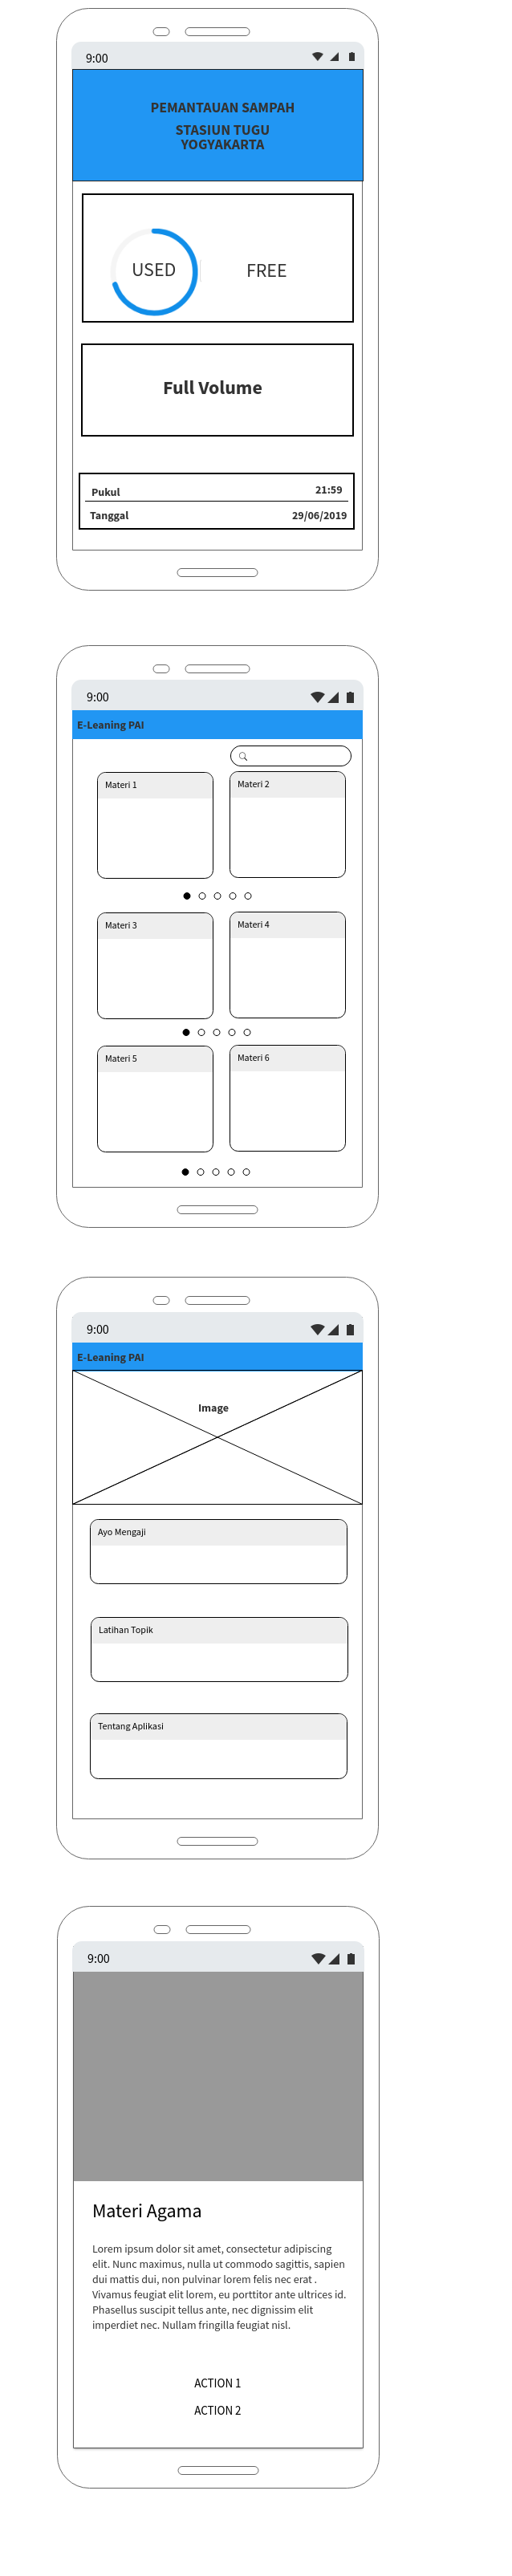 9:00
PEMANTAUAN SAMPAH
STASIUN TUGU
YOGYAKARTA
USED
FREE
Full Volume
Pukul 21:59
Tanggal 29/06/2019
9:00
E-Leaning PAI
Materi 1 Materi 2
Materi 3 Materi 4
Materi 5 Materi 6
9:00
E-Leaning PAI
Image
Ayo Mengaji
Latihan Topik
Tentang Aplikasi
9:00
Materi Agama
Lorem ipsum dolor sit amet, consectetur adipiscing
elit. Nunc maximus, nulla ut commodo sagittis, sapien
dui mattis dui, non pulvinar lorem felis nec erat .
Vivamus feugiat elit lorem, eu porttitor ante ultrices id.
Phasellus suscipit tellus ante, nec dignissim elit
imperdiet nec. Nullam fringilla feugiat nisl.
ACTION 1
ACTION 2